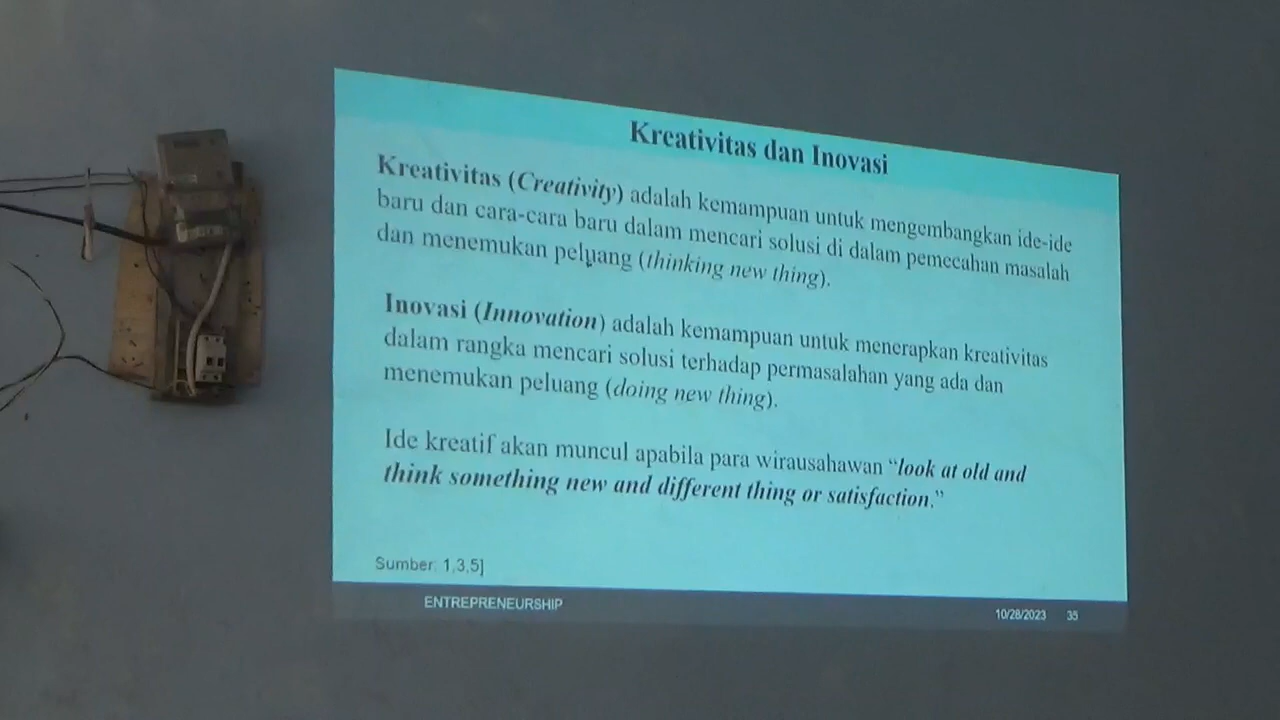 Kreativitas dan Inovasi
Kreativitas (Creativity) adalah kemampuan untuk mengembangkan ide-ide
baru dan cara-cara baru dalam mencari solusi di dalam pemecahan masalah
dan menemukan peluang (thinking new thing).
Inovasi (Innovation) adalah kemampuan untuk menerapkan kreativitas
dalam rangka mencari solusi terhadap permasalahan yang ada dan
menemukan peluang (doing new thing).
Ide kreatif akan muncul apabila para wirausahawan “look at old and
think something new and different thing or satisfaction.”
Sumber: 1,3,5]
ENTREPRENEURSHIP
10/28/2023 35